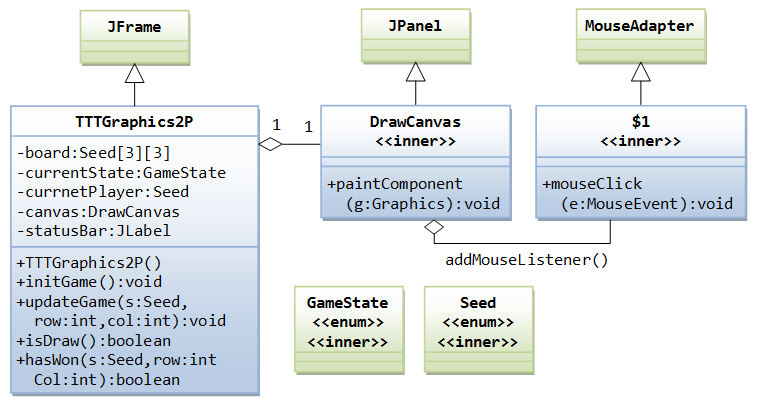 JFrame
JPanel
MouseAdapter
TTTGraphics2P
-board:Seed[3][3]
-currentState:GameState
-currnetPlayer:Seed
-canvas:DrawCanvas
-statusBar:JLabel
+TTTGraphics2P()
+initGame():void
+updateGame(s:Seed,
row:int,col:int):void
+isDraw():boolean
+hasWon(s:Seed,row:int
Col:int):boolean
1
1
DrawCanvas
<<inner>>
+paintComponent
(g:Graphics):void
$1
<<inner>>
+mouseClick
(e:MouseEvent):void
addMouseListener()
GameState
<<enum>>
<<inner>>
Seed
<<enum>>
<<inner>>